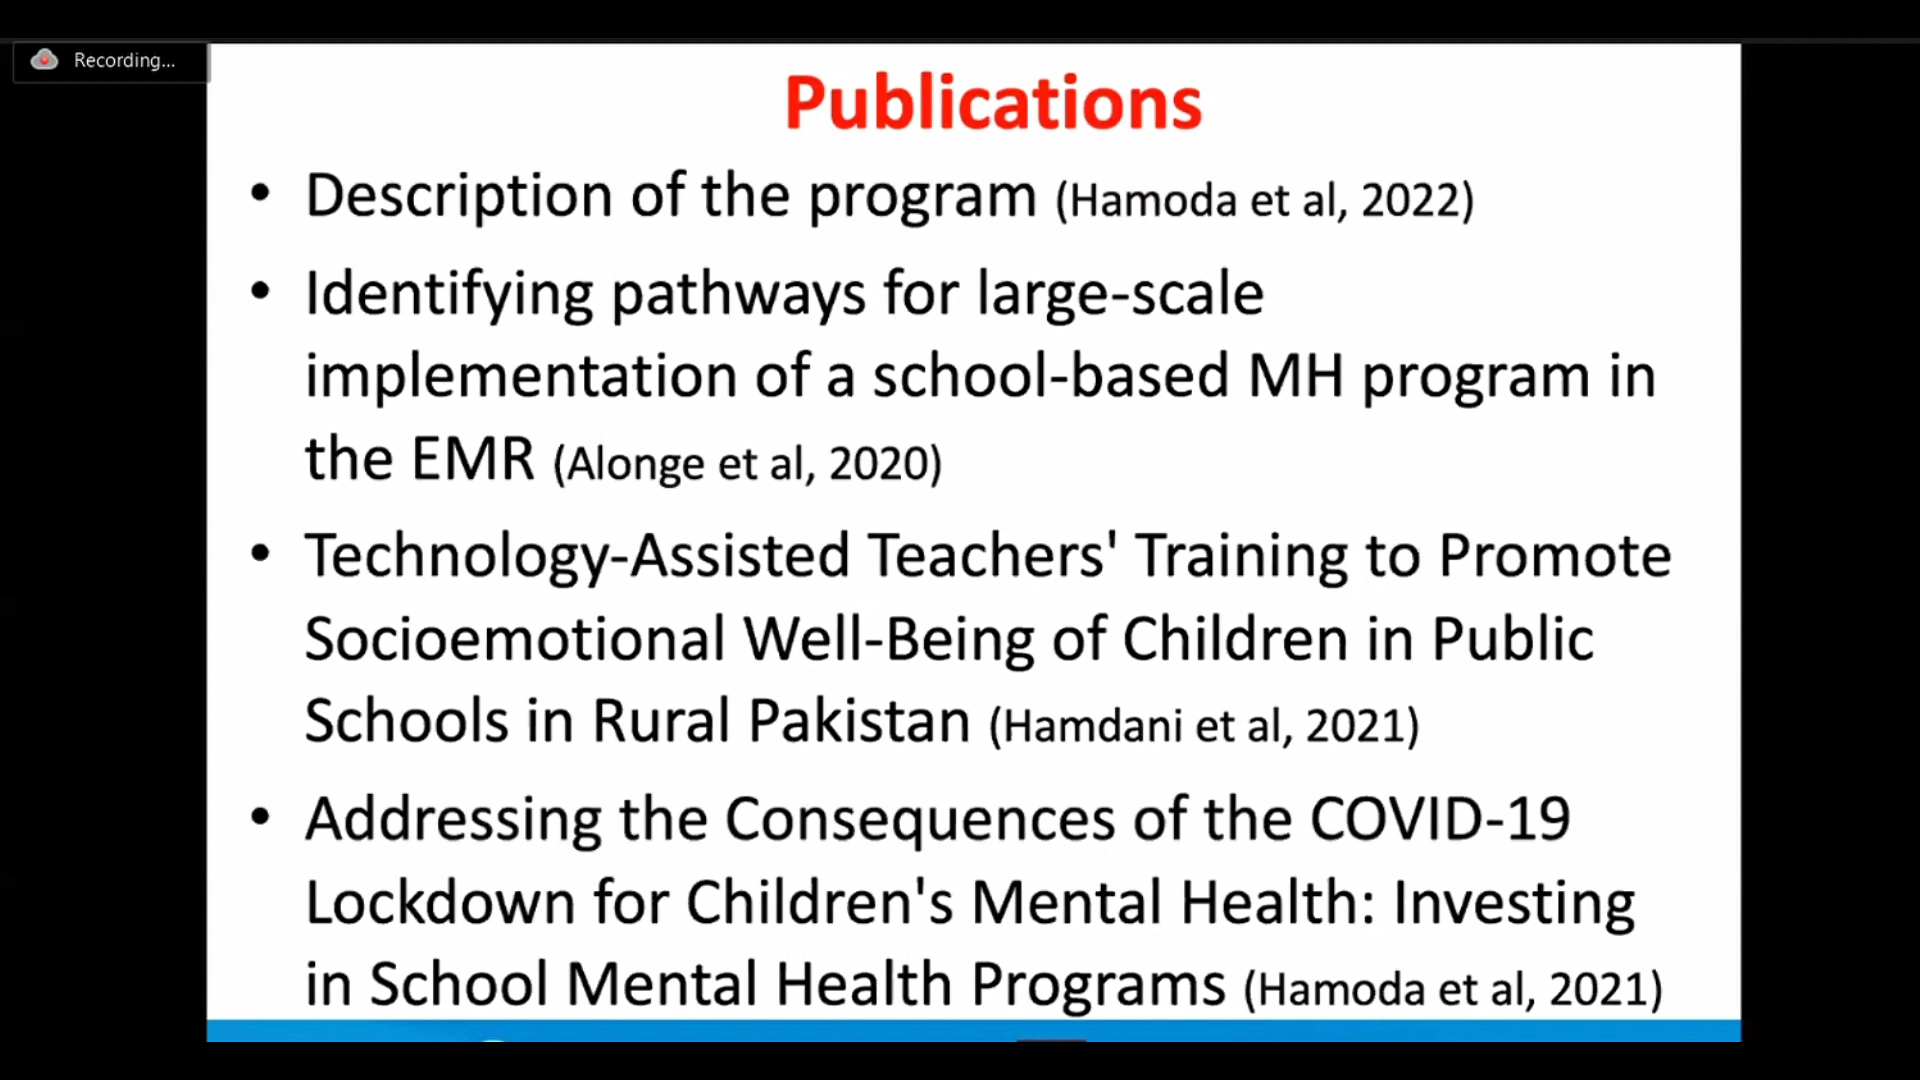 Recording...
Publications
• Description of the program (Hamoda et al, 2022)
• Identifying pathways for large-scale
implementation of a school-based MH program in
the EMR (Alonge et al, 2020)
• Technology-Assisted Teachers' Training to Promote
Socioemotional Well-Being of Children in Public
Schools in Rural Pakistan (Hamdani et al, 2021)
• Addressing the Consequences of the COVID-19
Lockdown for Children's Mental Health: Investing
in School Mental Health Programs (Hamoda et al, 2021)